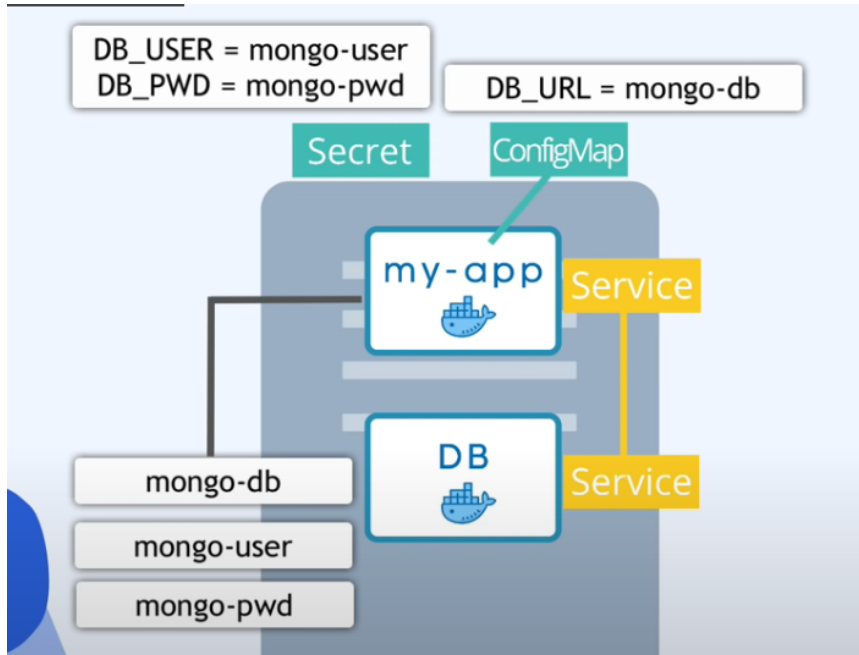 DB_USER = mongo-user
DB_PWD = mongo-pwd
DB_URL = mongo-db
Secret
ConfigMap
my-app
Service
DB
Service
mongo-db
mongo-user
mongo-pwd